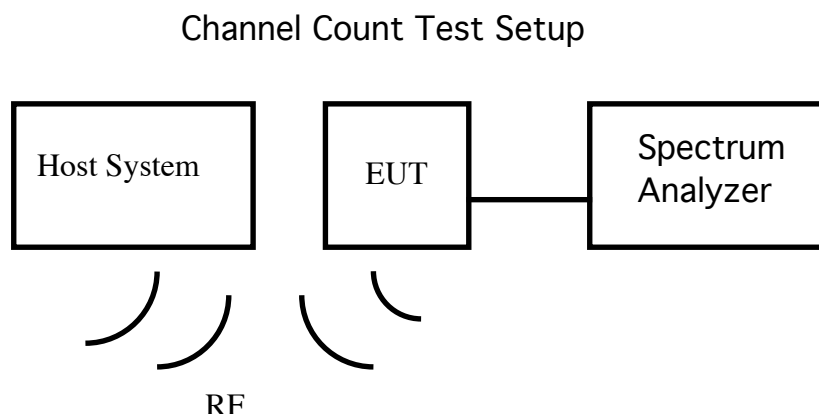 Channel Count Test Setup
Host System
EUT
Spectrum
Analyzer
RF